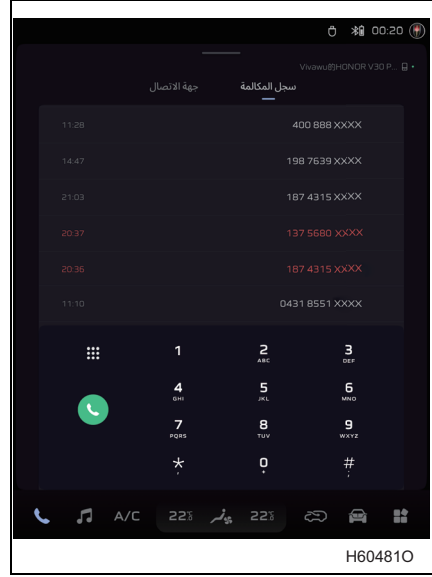 00:20
Vivawu的HONOR V30 P...
سجل المكالمة
جهة الاتصال
400 888 XXXX
11:28
198 7639 XXXX
14:47
187 4315 XXXX
21:03
137 5680 XXXX
20:37
187 4315 XXXX
20:36
0431 8551 XXXX
11:10
1
2
ABC
3
DEF
4
GHI
5
JKL
6
MNO
7
PQRS
8
TUV
9
WXYZ
*
,
0
+
#
;
A/C
22.5
22.5
H60481O